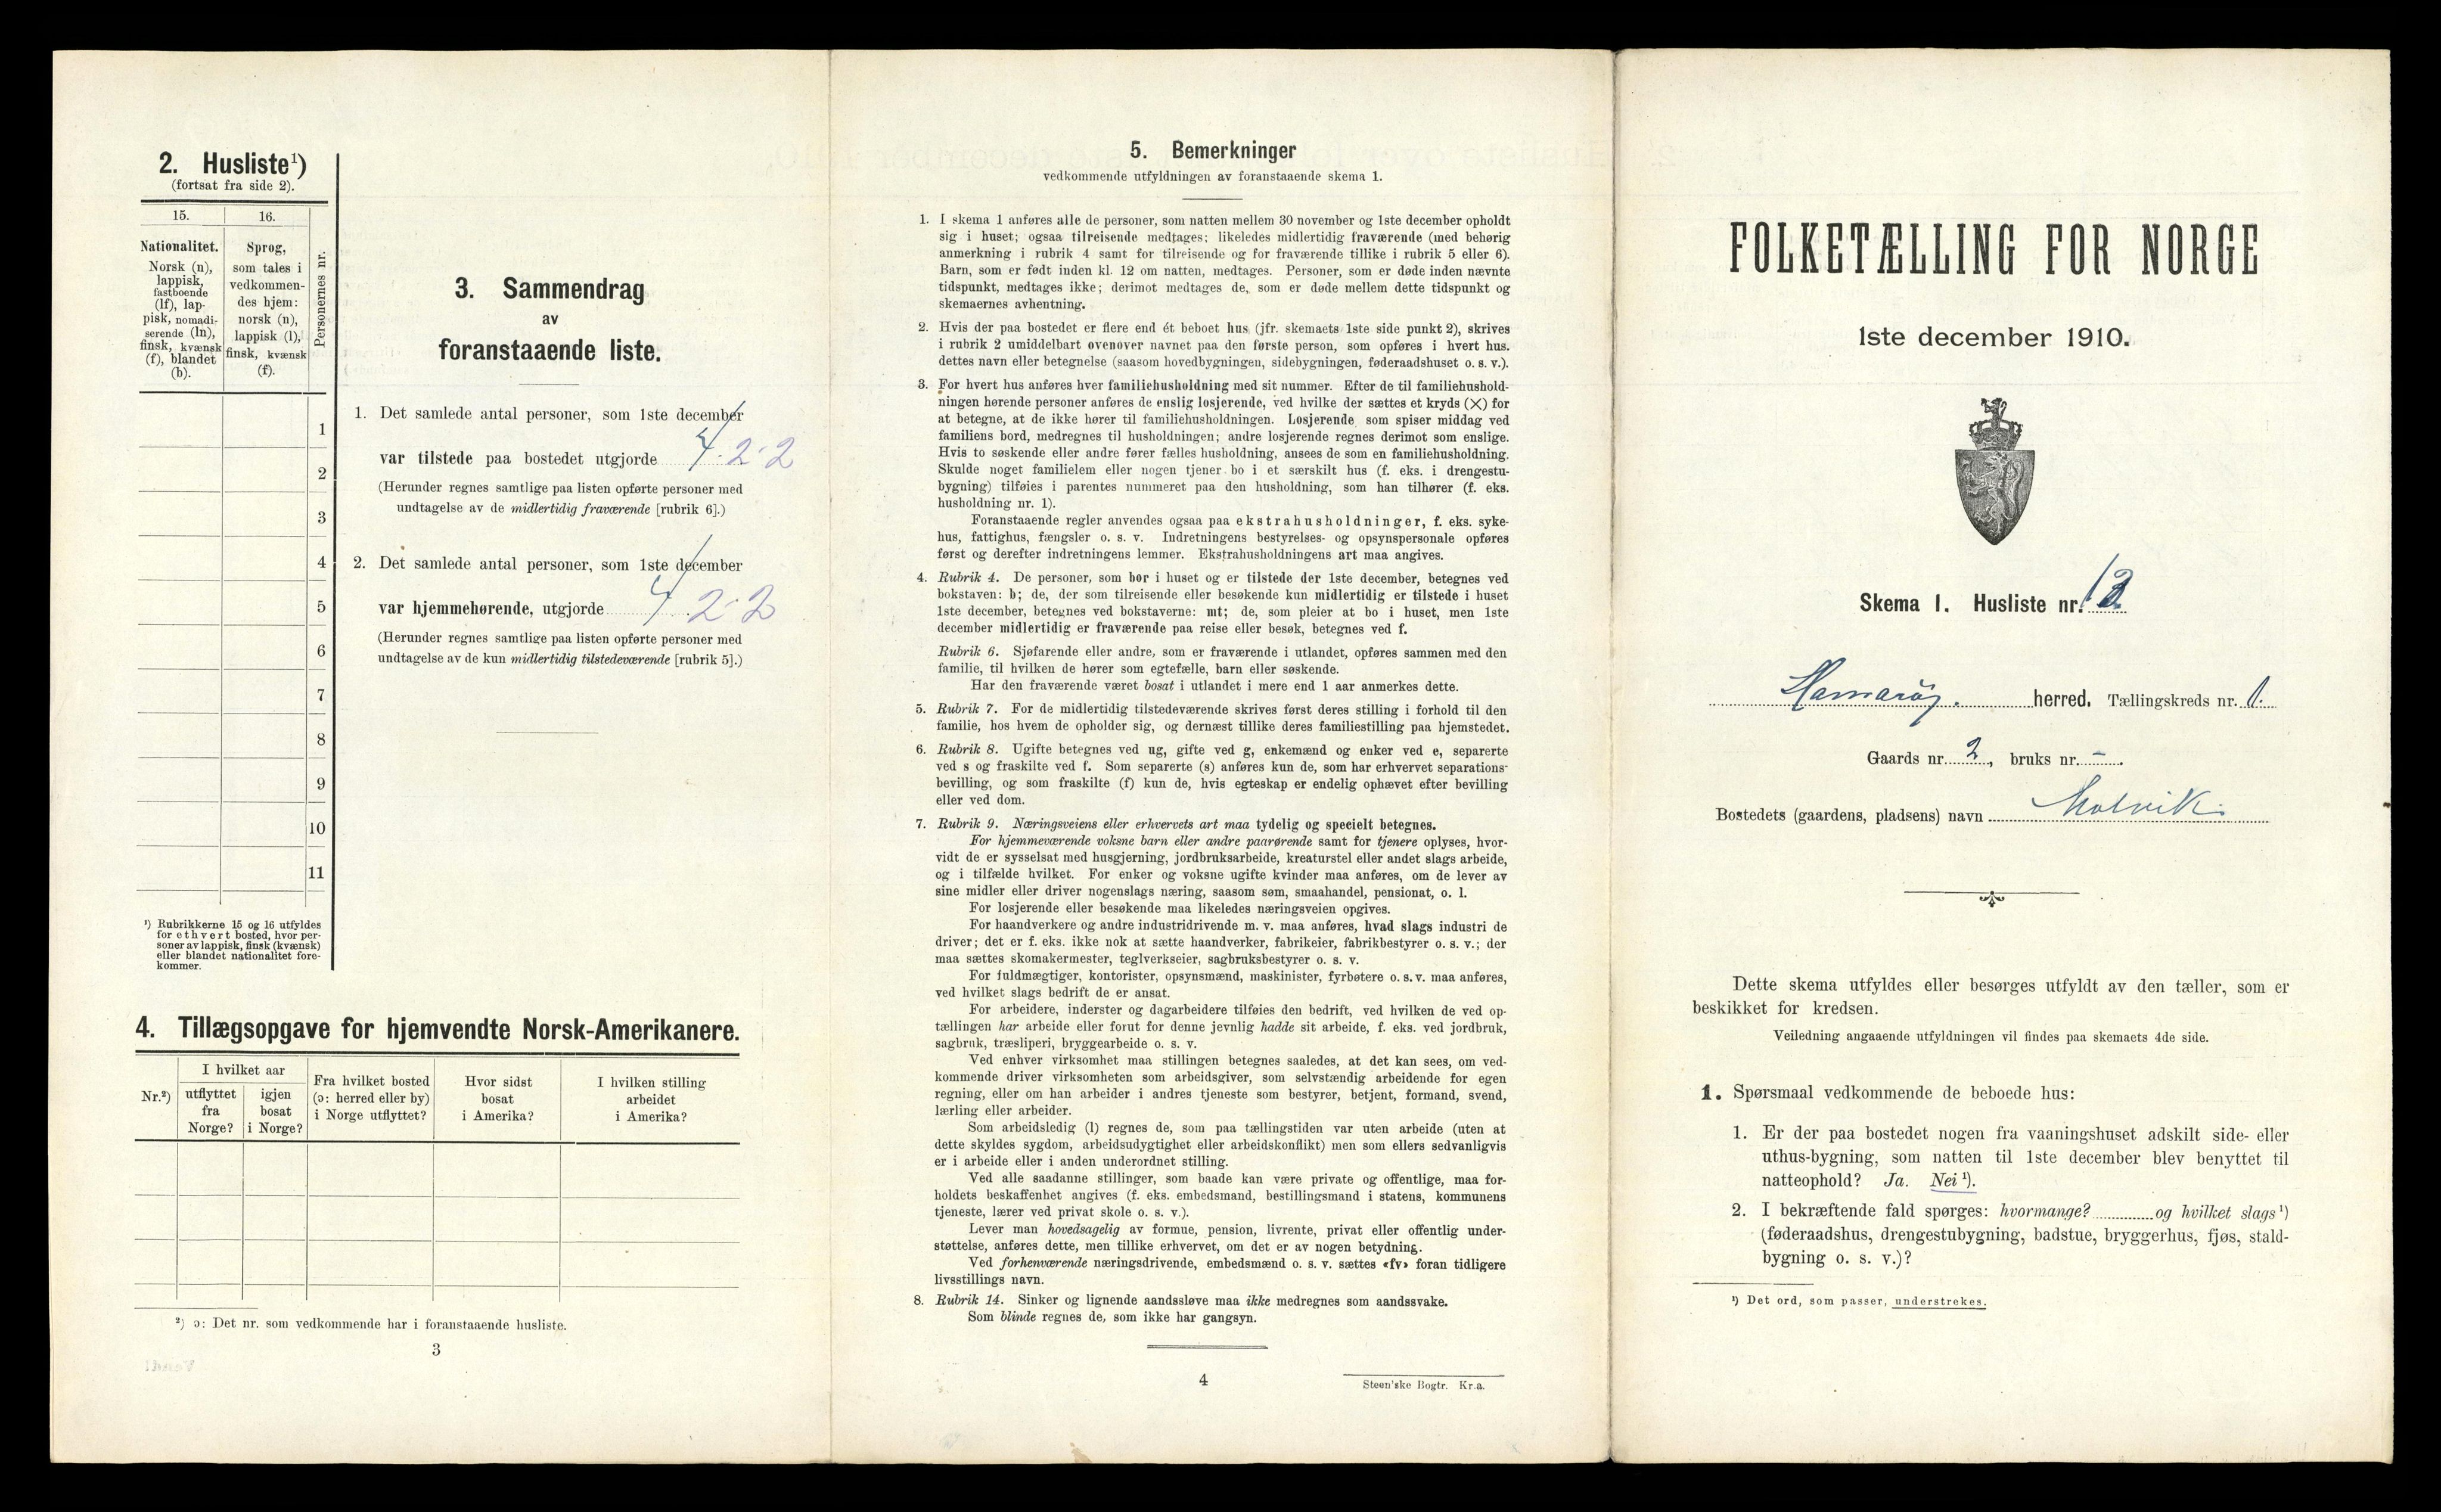 2. Husliste¹)
(fortsat fra side 2).
15.
16.
Personernes nr.
Nationalitet.
Norsk (n),
lappisk,
fastboende
(lf), lap-
pisk, nomadi-
serende (ln),
finsk, kvænsk
(f), blandet
(b).
Sprog,
som tales i
vedkommen-
des hjem:
norsk (n),
lappisk (l),
finsk, kvænsk
(f).
1
2
3
4
5
6
7
8
9
10
11
¹) Rubrikkerne 15 og 16 utfyldes
for ethvert bosted, hvor per-
soner av lappisk, finsk (kvænsk)
eller blandet nationalitet fore-
kommer.
3. Sammendrag
av
foranstaaende liste.
1. Det samlede antal personer, som 1ste december
var tilstede paa bostedet utgjorde 4 2-2
(Herunder regnes samtlige paa listen opførte personer med
undtagelse av de midlertidig fraværende [rubrik 6].)
2. Det samlede antal personer, som 1ste december
var hjemmehørende, utgjorde 4 2-2
(Herunder regnes samtlige paa listen opførte personer med
undtagelse av de kun midlertidig tilstedeværende [rubrik 5].)
4. Tillægsopgave for hjemvendte Norsk-Amerikanere.
Nr.²)
I hvilket aar
utflyttet
fra
Norge?
igjen
bosat
i Norge?
Fra hvilket bosted
(ɔ: herred eller by)
i Norge utflyttet?
Hvor sidst
bosat
i Amerika?
I hvilken stilling
arbeidet
i Amerika?
²) ɔ: Det nr. som vedkommende har i foranstaaende husliste.
3
5. Bemerkninger
vedkommende utfyldningen av foranstaaende skema 1.
1. I skema 1 anføres alle de personer, som natten mellem 30 november og 1ste december opholdt
sig i huset; ogsaa tilreisende medtages; likeledes midlertidig fraværende (med behørig
anmerkning i rubrik 4 samt for tilreisende og for fraværende tillike i rubrik 5 eller 6).
Barn, som er født inden kl. 12 om natten, medtages. Personer, som er døde inden nævnte
tidspunkt, medtages ikke; derimot medtages de, som er døde mellem dette tidspunkt og
skemaernes avhentning.
2. Hvis der paa bostedet er flere end ét beboet hus (jfr. skemaets 1ste side punkt 2), skrives
i rubrik 2 umiddelbart ovenover navnet paa den første person, som opføres i hvert hus.
dettes navn eller betegnelse (saasom hovedbygningen, sidebygningen, føderaadshuset o. s. v.).
3. For hvert hus anføres hver familiehusholdning med sit nummer. Efter de til familiehushold-
ningen hørende personer anføres de enslig losjerende, ved hvilke der sættes et kryds (×) for
at betegne, at de ikke hører til familiehusholdningen. Losjerende som spiser middag ved
familiens bord, medregnes til husholdningen; andre losjerende regnes derimot som enslige.
Hvis to søskende eller andre fører fælles husholdning, ansees de som en familiehusholdning.
Skulde noget familielem eller nogen tjener bo i et særskilt hus (f. eks. i drengestu-
bygning) tilføies i parentes nummeret paa den husholdning, som han tilhører (f. eks.
husholdning nr. 1).
Foranstaaende regler anvendes ogsaa paa ekstrahusholdninger, f. eks. syke-
hus, fattighus, fængsler o. s. v. Indretningens bestyrelses- og opsynspersonale opføres
først og derefter indretningens lemmer. Ekstrahusholdningens art maa angives.
4. Rubrik 4. De personer, som bor i huset og er tilstede der 1ste december, betegnes ved
bokstaven: b; de, der som tilreisende eller besøkende kun midlertidig er tilstede i huset
1ste december, betegnes ved bokstaverne: mt; de, som pleier at bo i huset, men 1ste
december midlertidig er fraværende paa reise eller besøk, betegnes ved f.
Rubrik 6. Sjøfarende eller andre, som er fraværende i utlandet, opføres sammen med den
familie, til hvilken de hører som egtefælle, barn eller søskende.
Har den fraværende været bosat i utlandet i mere end 1 aar anmerkes dette.
5. Rubrik 7. For de midlertidig tilstedeværende skrives først deres stilling i forhold til den
familie, hos hvem de opholder sig, og dernæst tillike deres familiestilling paa hjemstedet.
6. Rubrik 8. Ugifte betegnes ved ug, gifte ved g, enkemænd og enker ved e, separerte
ved s og fraskilte ved f. Som separerte (s) anføres kun de, som har erhvervet separations-
bevilling, og som fraskilte (f) kun de, hvis egteskap er endelig ophævet efter bevilling
eller ved dom.
7. Rubrik 9. Næringsveiens eller erhvervets art maa tydelig og specielt betegnes.
For hjemmeværende voksne barn eller andre paarørende samt for tjenere oplyses, hvor-
vidt de er sysselsat med husgjerning, jordbruksarbeide, kreaturstel eller andet slags arbeide,
og i tilfælde hvilket. For enker og voksne ugifte kvinder maa anføres, om de lever av
sine midler eller driver nogenslags næring, saasom søm, smaahandel, pensionat, o. l.
For losjerende eller besøkende maa likeledes næringsveien opgives.
For haandverkere og andre industridrivende m. v. maa anføres, hvad slags industri de
driver; det er f. eks. ikke nok at sætte haandverker, fabrikeier, fabrikbestyrer o. s. v.; der
maa sættes skomakermester, teglverkseier, sagbruksbestyrer o. s. v.
For fuldmægtiger, kontorister, opsynsmænd, maskinister, fyrbøtere o. s. v. maa anføres,
ved hvilket slags bedrift de er ansat.
For arbeidere, inderster og dagarbeidere tilføies den bedrift, ved hvilken de ved op-
tællingen har arbeide eller forut for denne jevnlig hadde sit arbeide, f. eks. ved jordbruk,
sagbruk, træsliperi, bryggearbeide o. s. v.
Ved enhver virksomhet maa stillingen betegnes saaledes, at det kan sees, om ved-
kommende driver virksomheten som arbeidsgiver, som selvstændig arbeidende for egen
regning, eller om han arbeider i andres tjeneste som bestyrer, betjent, formand, svend,
lærling eller arbeider.
Som arbeidsledig (l) regnes de, som paa tællingstiden var uten arbeide (uten at
dette skyldes sygdom, arbeidsudygtighet eller arbeidskonflikt) men som ellers sedvanligvis
er i arbeide eller i anden underordnet stilling.
Ved alle saadanne stillinger, som baade kan være private og offentlige, maa for-
holdets beskaffenhet angives (f. eks. embedsmand, bestillingsmand i statens, kommunens
tjeneste, lærer ved privat skole o. s. v.).
Lever man hovedsagelig av formue, pension, livrente, privat eller offentlig under-
støttelse, anføres dette, men tillike erhvervet, om det er av nogen betydning.
Ved forhenværende næringsdrivende, embedsmænd o. s. v. sættes «fv» foran tidligere
livsstillings navn.
8. Rubrik 14. Sinker og lignende aandssløve maa ikke medregnes som aandssvake.
Som blinde regnes de, som ikke har gangsyn.
4
Steen'ske Bogtr. Kr.a.
FOLKETÆLLING FOR NORGE
1ste december 1910.
Skema 1. Husliste nr.
Hamarøy. herred. Tællingskreds nr. 1.
Gaards nr. 2, bruks nr. -.
Bostedets (gaardens, pladsens) navn
Dette skema utfyldes eller besørges utfyldt av den tæller, som er
beskikket for kredsen.
Veiledning angaaende utfyldningen vil findes paa skemaets 4de side.
1. Spørsmaal vedkommende de beboede hus:
1. Er der paa bostedet nogen fra vaaningshuset adskilt side- eller
uthus-bygning, som natten til 1ste december blev benyttet til
natteophold? Ja. Nei ¹).
2. I bekræftende fald spørges: hvormange? og hvilket slags ¹)
(føderaadshus, drengestubygning, badstue, bryggerhus, fjøs, stald-
bygning o. s. v.)?
¹) Det ord, som passer, understrekes.